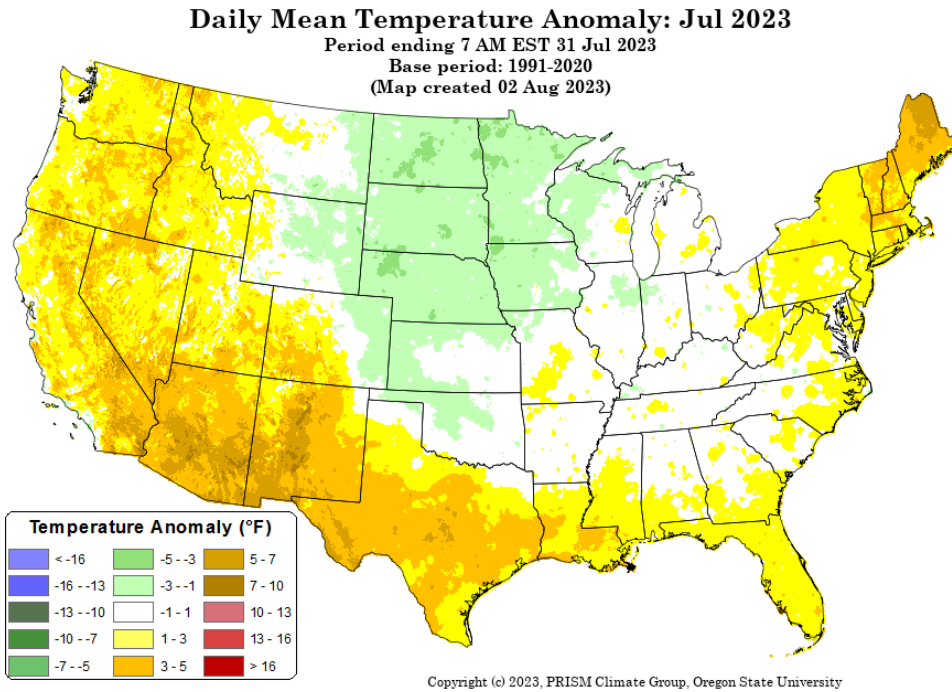 Daily Mean Temperature Anomaly: Jul 2023
Period ending 7 AM EST 31 Jul 2023
Base period: 1991-2020
(Map created 02 Aug 2023)
Temperature Anomaly (°F)
< -16
-5 - -3
5 - 7
-16 - -13
-3 - -1
7 - 10
-13 - -10
-1 - 1
10 - 13
-10 - -7
1 - 3
13 - 16
-7 - -5
3 - 5
> 16
Copyright (c) 2023, PRISM Climate Group, Oregon State University